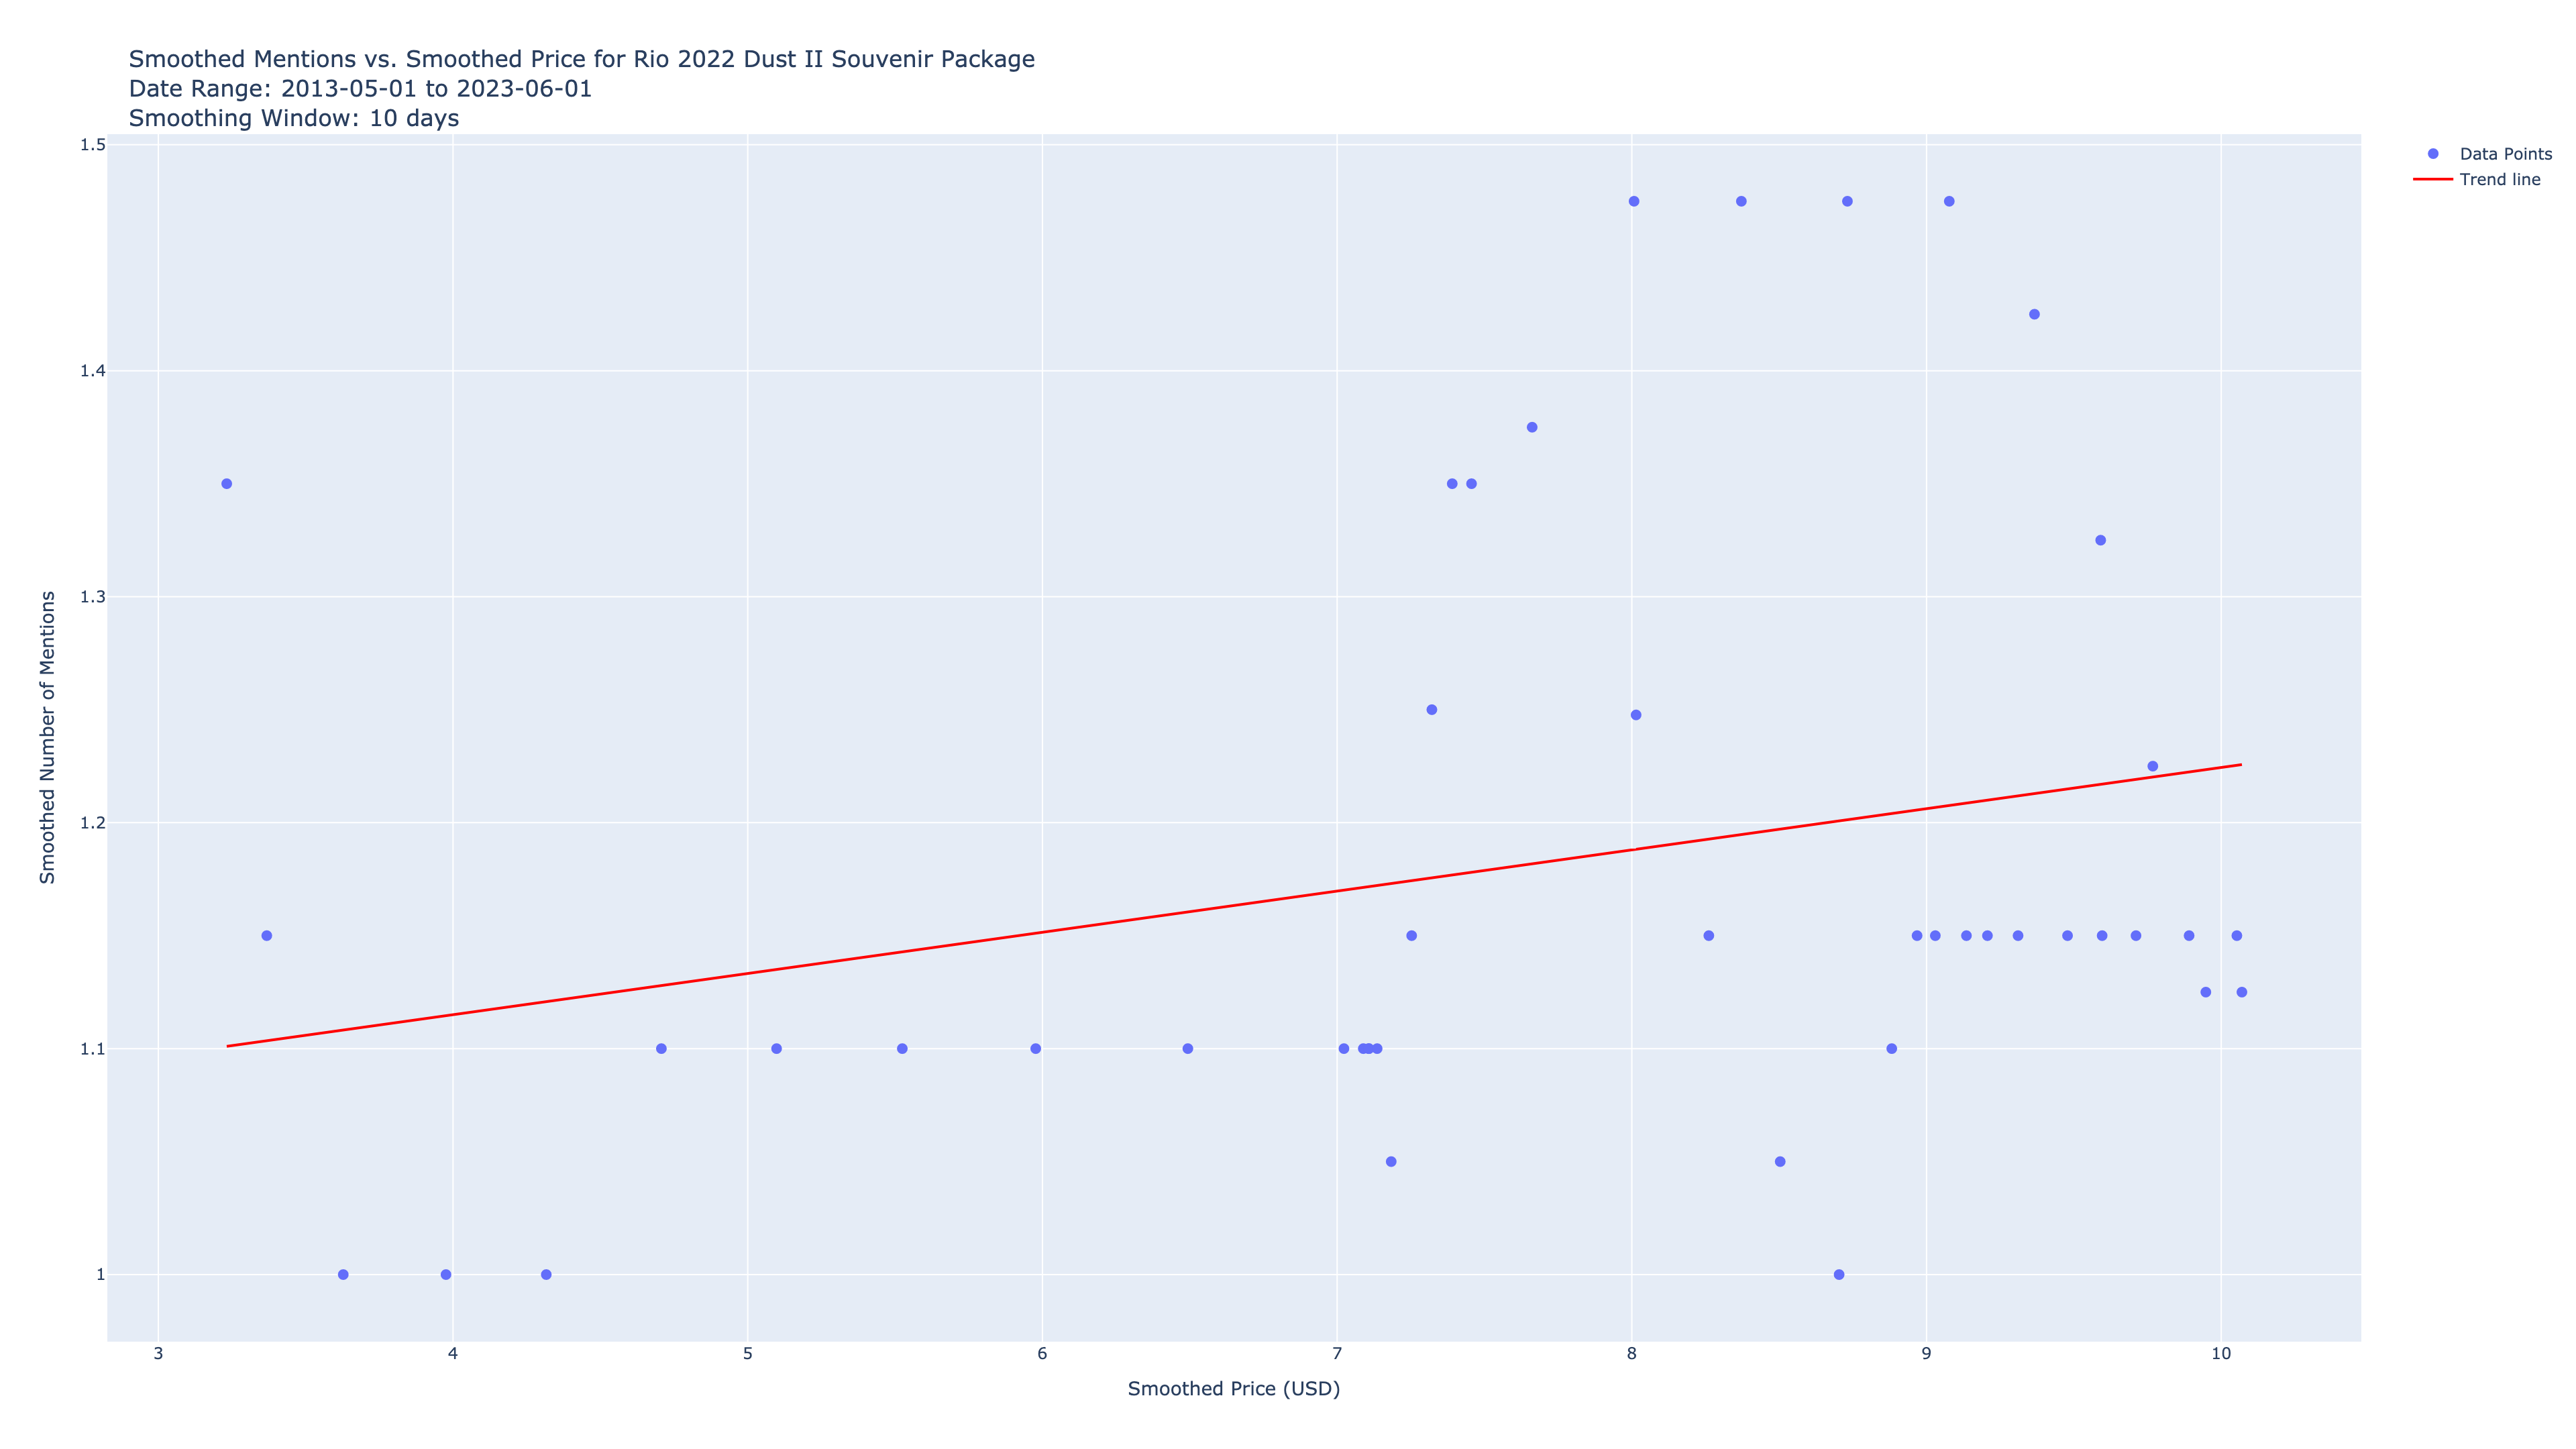 Smoothed Mentions vs. Smoothed Price for Rio 2022 Dust II Souvenir Package
Date Range: 2013-05-01 to 2023-06-01
Smoothing Window: 10 days
Data Points
Trend line
1.5
1.4
1.3
1.2
1.1
1
Smoothed Number of Mentions
3
4
5
6
7
8
9
10
Smoothed Price (USD)